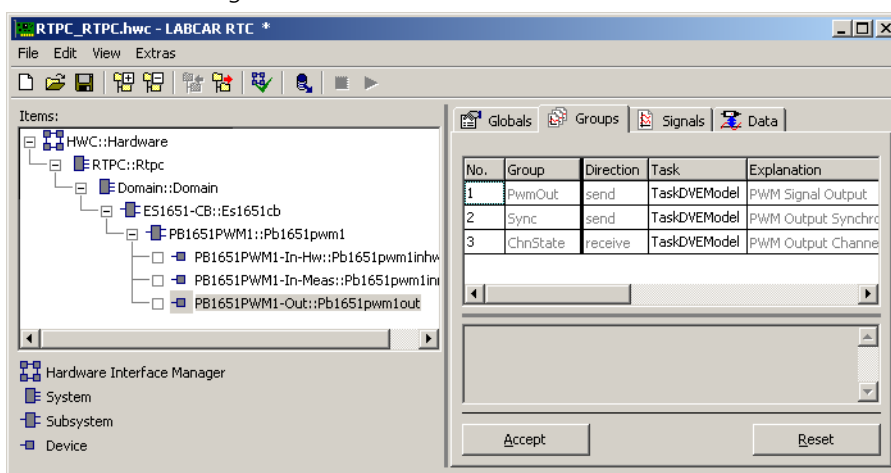 RTPC_RTPC.hwc - LABCAR RTC *
File Edit View Extras
Items:
HWC::Hardware
RTPC::Rtpc
Domain::Domain
ES1651-CB::Es1651cb
PB1651PWM1::Pb1651pwm1
PB1651PWM1-In-Hw::Pb1651pwm1inhw
PB1651PWM1-In-Meas::Pb1651pwm1in
PB1651PWM1-Out::Pb1651pwm1out
Hardware Interface Manager
System
Subsystem
Device
Globals Groups Signals Data
No. Group Direction Task Explanation
1 PwmOut send TaskDVEModel PWM Signal Output
2 Sync send TaskDVEModel PWM Output Synchro
3 ChnState receive TaskDVEModel PWM Output Channe
Accept Reset